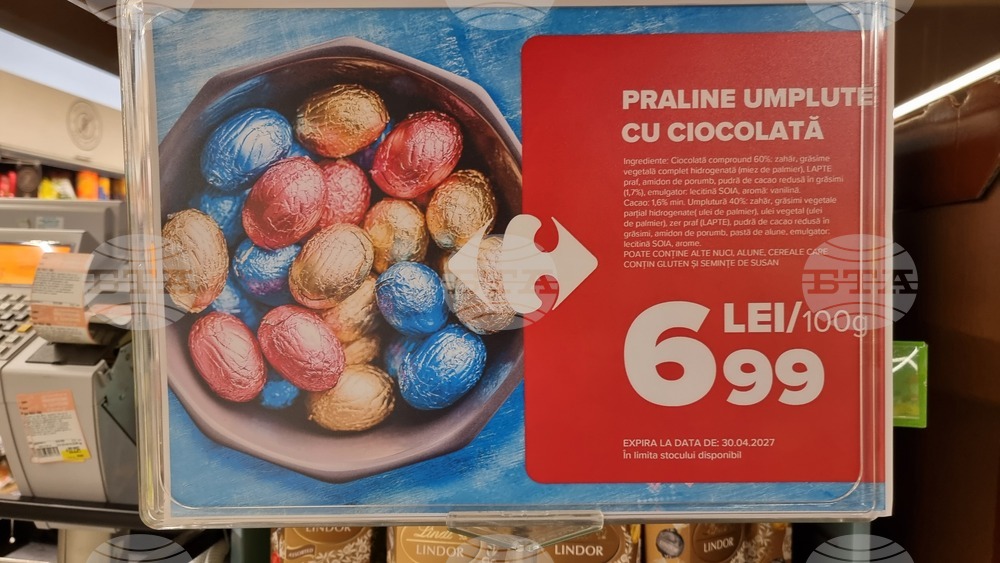 PRALINE UMPLUTE
CU CIOCOLATĂ
Ingrediente: Ciocolată compround 60%: zahăr, grăsime
vegetală complet hidrogenată (miez de palmier), LAPTE
praf, amidon de porumb, pudră de cacao redusă în grăsimi
(1,7%), emulgator: lecitină SOIA, aromă: vanilină.
Cacao: 1,6% min. Umplutură 40%: zahăr, grăsimi vegetale
parțial hidrogenate( ulei de palmier), ulei vegetal (ulei
de palmier), zer praf (LAPTE), pudră de cacao redusă în
grăsimi, amidon de porumb, pastă de alune, emulgator:
lecitină SOIA, arome.
POATE CONȚINE ALTE NUCI, ALUNE, CEREALE CARE
CONȚIN GLUTEN ȘI SEMINȚE DE SUSAN
6 99 LEI/100g
EXPIRA LA DATA DE: 30.04.2027
În limita stocului disponibil
БТА
LINDOR
Lindt
LINDOR
LINDOR
LINDOR